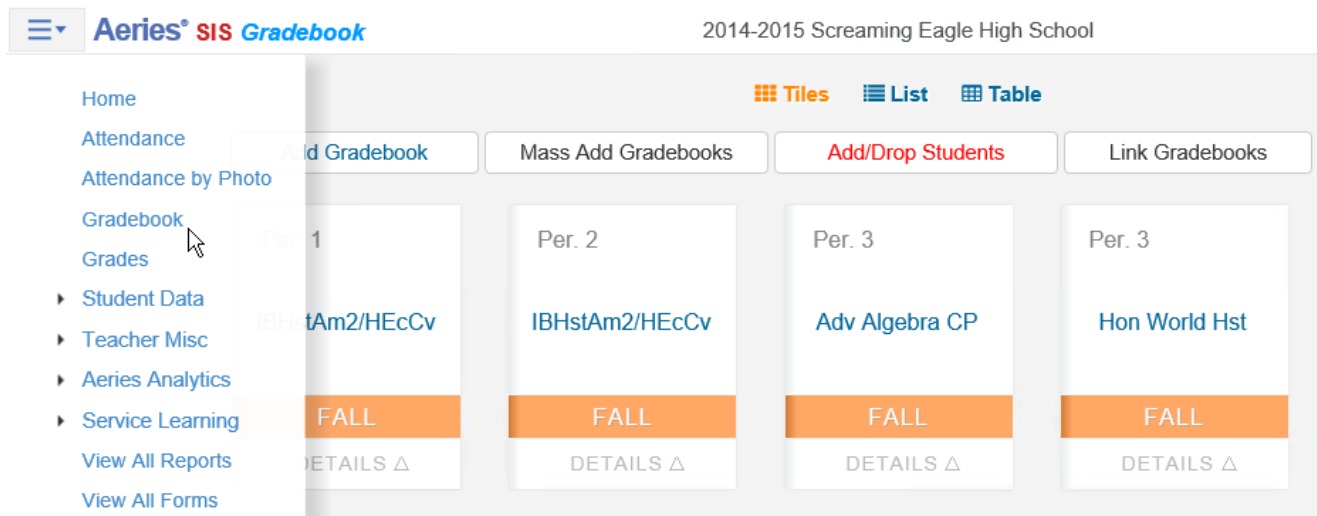 Aeries® SIS Gradebook
2014-2015 Screaming Eagle High School
Home
Attendance
Attendance by Photo
Gradebook
Grades
Student Data
Teacher Misc
Aeries Analytics
Service Learning
View All Reports
View All Forms
Tiles List Table
Add Gradebook Mass Add Gradebooks Add/Drop Students Link Gradebooks
Per. 1 Per. 2 Per. 3 Per. 3
IBHstAm2/HEcCv IBHstAm2/HEcCv Adv Algebra CP Hon World Hst
FALL FALL FALL FALL
DETAILS △ DETAILS △ DETAILS △ DETAILS △